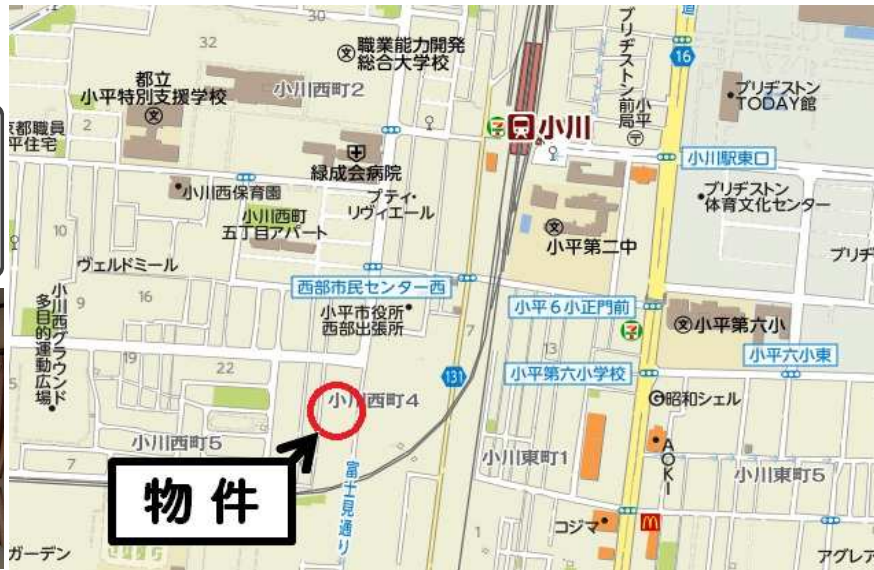 30
32
職業能力開発
総合大学校
都立
小平特別支援学校
小川西町2
ブリヂストン前
小平
局
16
道
ブリヂストン
TODAY館
京都職員
平住宅
2
小川
小川駅東口
緑成会病院
小川西保育園
プティ・
リヴィエール
小川西町
五丁目アパート
小平第二中
ブリヂストン
体育文化センター
10
ヴェルドミール
西部市民センター西
ブリヂ
小川西グラウンド
多目的運動広場
9
16
小平市役所
西部出張所
7
小平6小正門前
小平第六小
13
小平六小東
19
22
131
小平第六小学校
5
小川西町4
昭和シェル
小川西町5
AOKI
小川東町1
小川東町5
7
物件
富士見通り
コジマ
M
1
ガーデン
アグレア